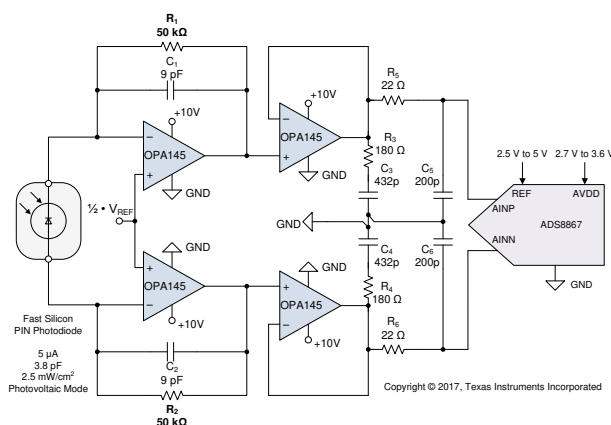 R1
50 kΩ
C1
9 pF
+10V
OPA145
GND
+10V
OPA145
GND
R5
22 Ω
R3
180 Ω
C3
432p
C5
200p
2.5 V to 5 V
2.7 V to 3.6 V
REF
AVDD
AINP
ADS8867
AINN
GND
½ • VREF
GND
GND
GND
C4
432p
C6
200p
OPA145
+10V
OPA145
+10V
R4
180 Ω
R6
22 Ω
C2
9 pF
R2
50 kΩ
Fast Silicon
PIN Photodiode
5 μA
3.8 pF
2.5 mW/cm²
Photovoltaic Mode
Copyright © 2017, Texas Instruments Incorporated